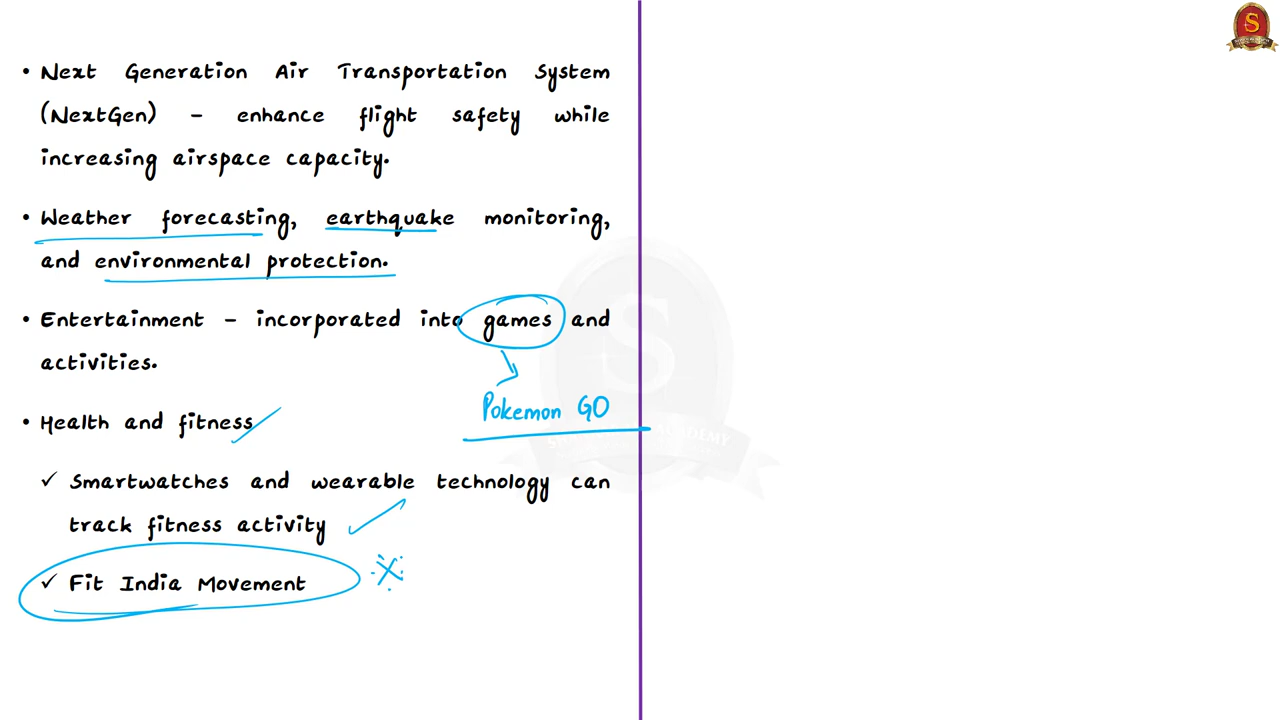 • Next Generation Air Transportation System
(NextGen) – enhance flight safety while
increasing airspace capacity.
• Weather forecasting, earthquake monitoring,
and environmental protection.
• Entertainment – incorporated into games and
activities.
Pokemon GO
• Health and fitness
✓ Smartwatches and wearable technology can
track fitness activity
✓ Fit India Movement
S
S